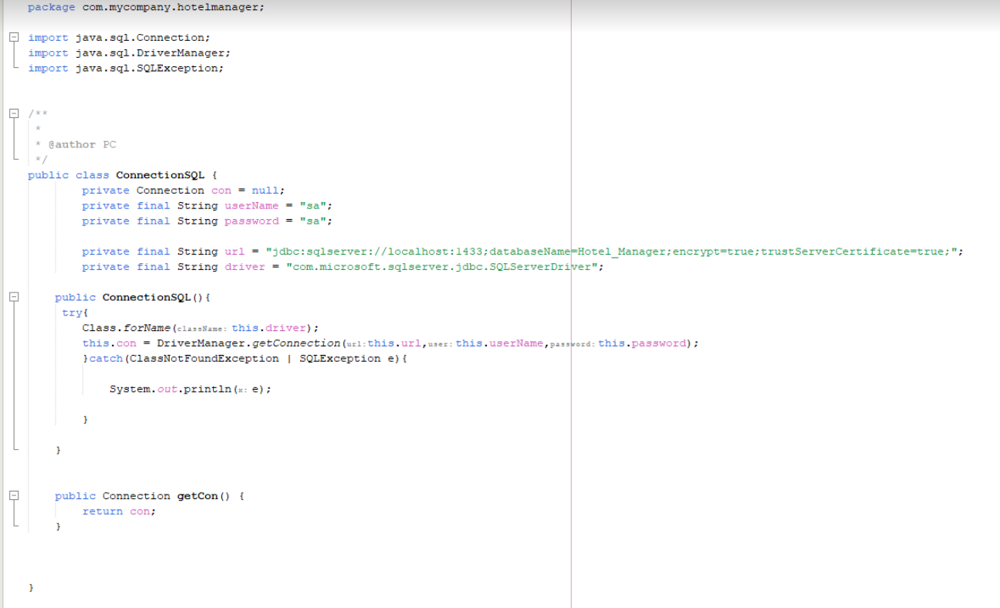 package com.mycompany.hotelmanager;
import java.sql.Connection;
import java.sql.DriverManager;
import java.sql.SQLException;
/**
*
* @author PC
*/
public class ConnectionSQL {
private Connection con = null;
private final String userName = "sa";
private final String password = "sa";
private final String url = "jdbc:sqlserver://localhost:1433;databaseName=Hotel_Manager;encrypt=true;trustServerCertificate=true;";
private final String driver = "com.microsoft.sqlserver.jdbc.SQLServerDriver";
public ConnectionSQL(){
try{
Class.forName(className: this.driver);
this.con = DriverManager.getConnection(url:this.url,user: this.userName,password: this.password);
}catch(ClassNotFoundException | SQLException e){
System.out.println(x: e);
}
}
public Connection getCon() {
return con;
}
}